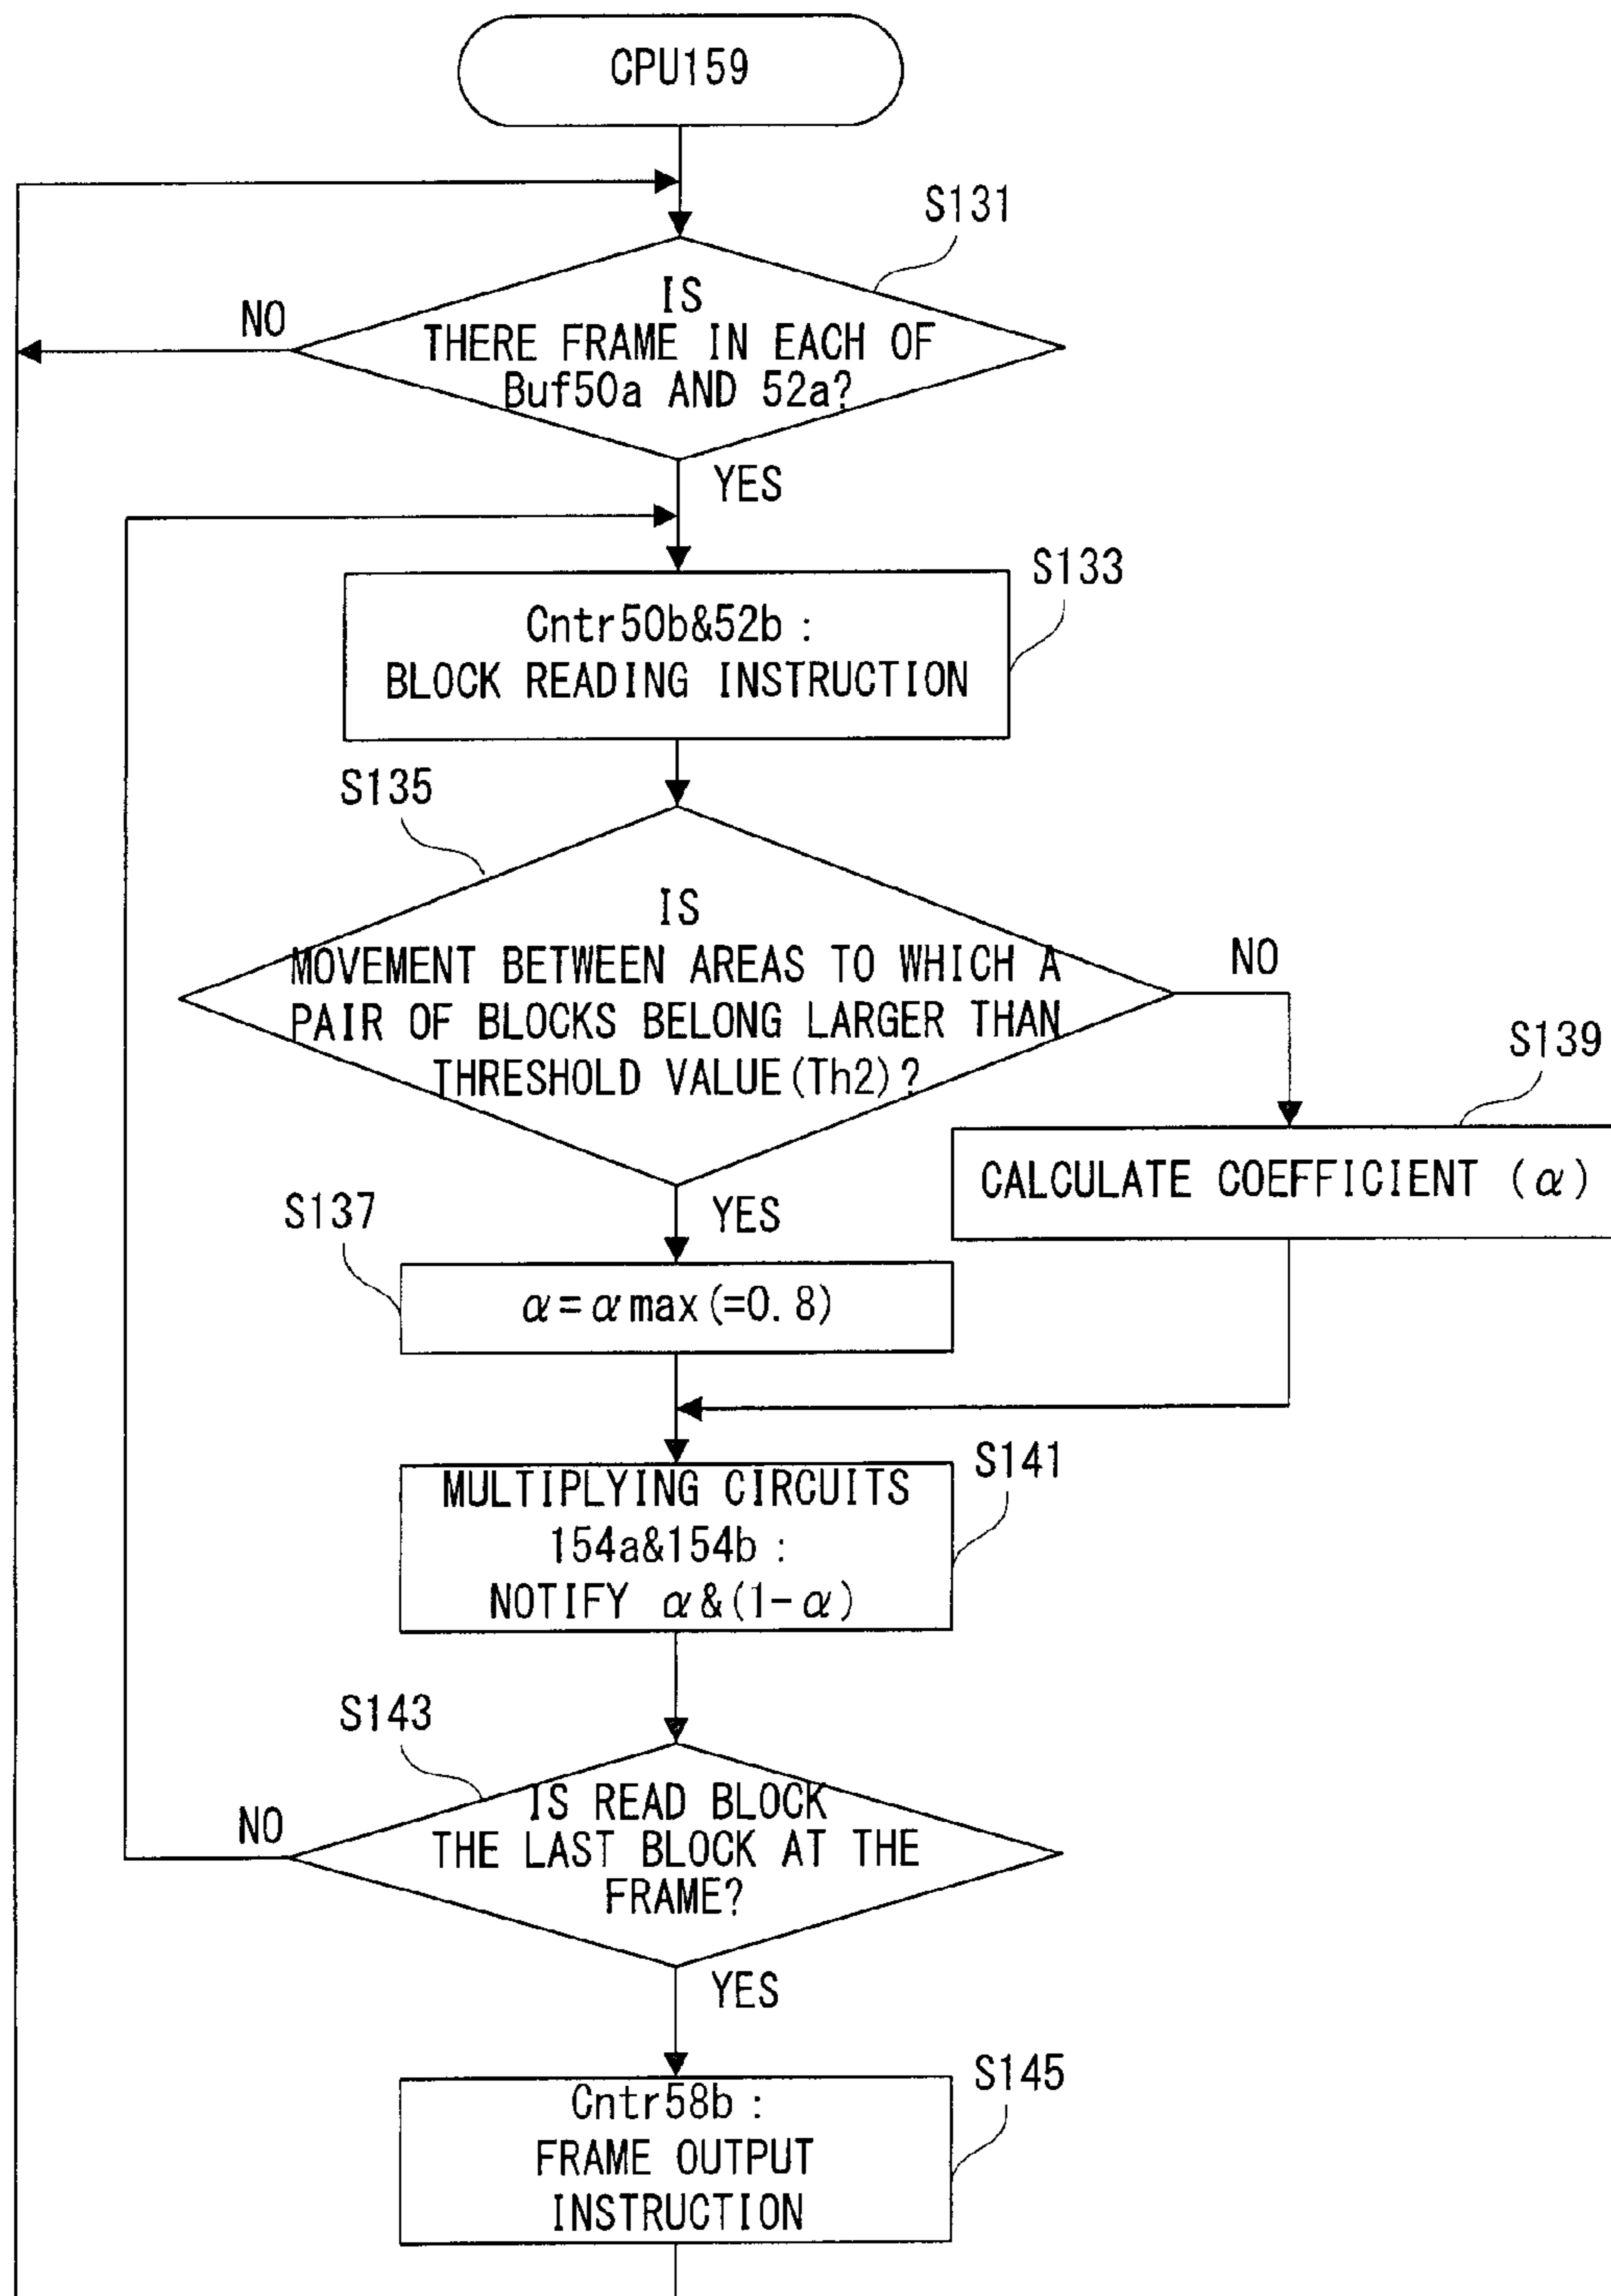 CPU159
S131
IS
THERE FRAME IN EACH OF
Buf50a AND 52a?
NO
YES
S133
Cntr50b&52b :
BLOCK READING INSTRUCTION
S135
IS
MOVEMENT BETWEEN AREAS TO WHICH A
PAIR OF BLOCKS BELONG LARGER THAN
THRESHOLD VALUE(Th2)?
NO
YES
S139
CALCULATE COEFFICIENT (α)
S137
α=αmax(=0.8)
S141
MULTIPLYING CIRCUITS
154a&154b :
NOTIFY α&(1-α)
S143
IS READ BLOCK
THE LAST BLOCK AT THE
FRAME?
NO
YES
S145
Cntr58b :
FRAME OUTPUT
INSTRUCTION